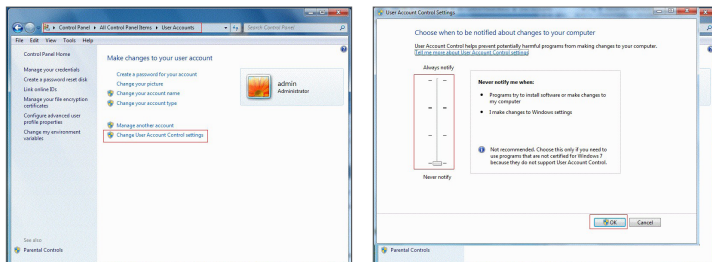 Control Panel ▸ All Control Panel Items ▸ User Accounts
Search Control Panel
File Edit View Tools Help
Control Panel Home
Manage your credentials
Create a password reset disk
Link online IDs
Manage your file encryption
certificates
Configure advanced user
profile properties
Change my environment
variables
See also
Parental Controls
Make changes to your user account
Create a password for your account
Change your picture
Change your account name
Change your account type
Manage another account
Change User Account Control settings
admin
Administrator
User Account Control Settings
Choose when to be notified about changes to your computer
User Account Control helps prevent potentially harmful programs from making changes to your computer.
Tell me more about User Account Control settings
Always notify
Never notify me when:
• Programs try to install software or make changes to
my computer
• I make changes to Windows settings
Not recommended. Choose this only if you need to
use programs that are not certified for Windows 7
because they do not support User Account Control.
Never notify
OK Cancel
Parental Controls